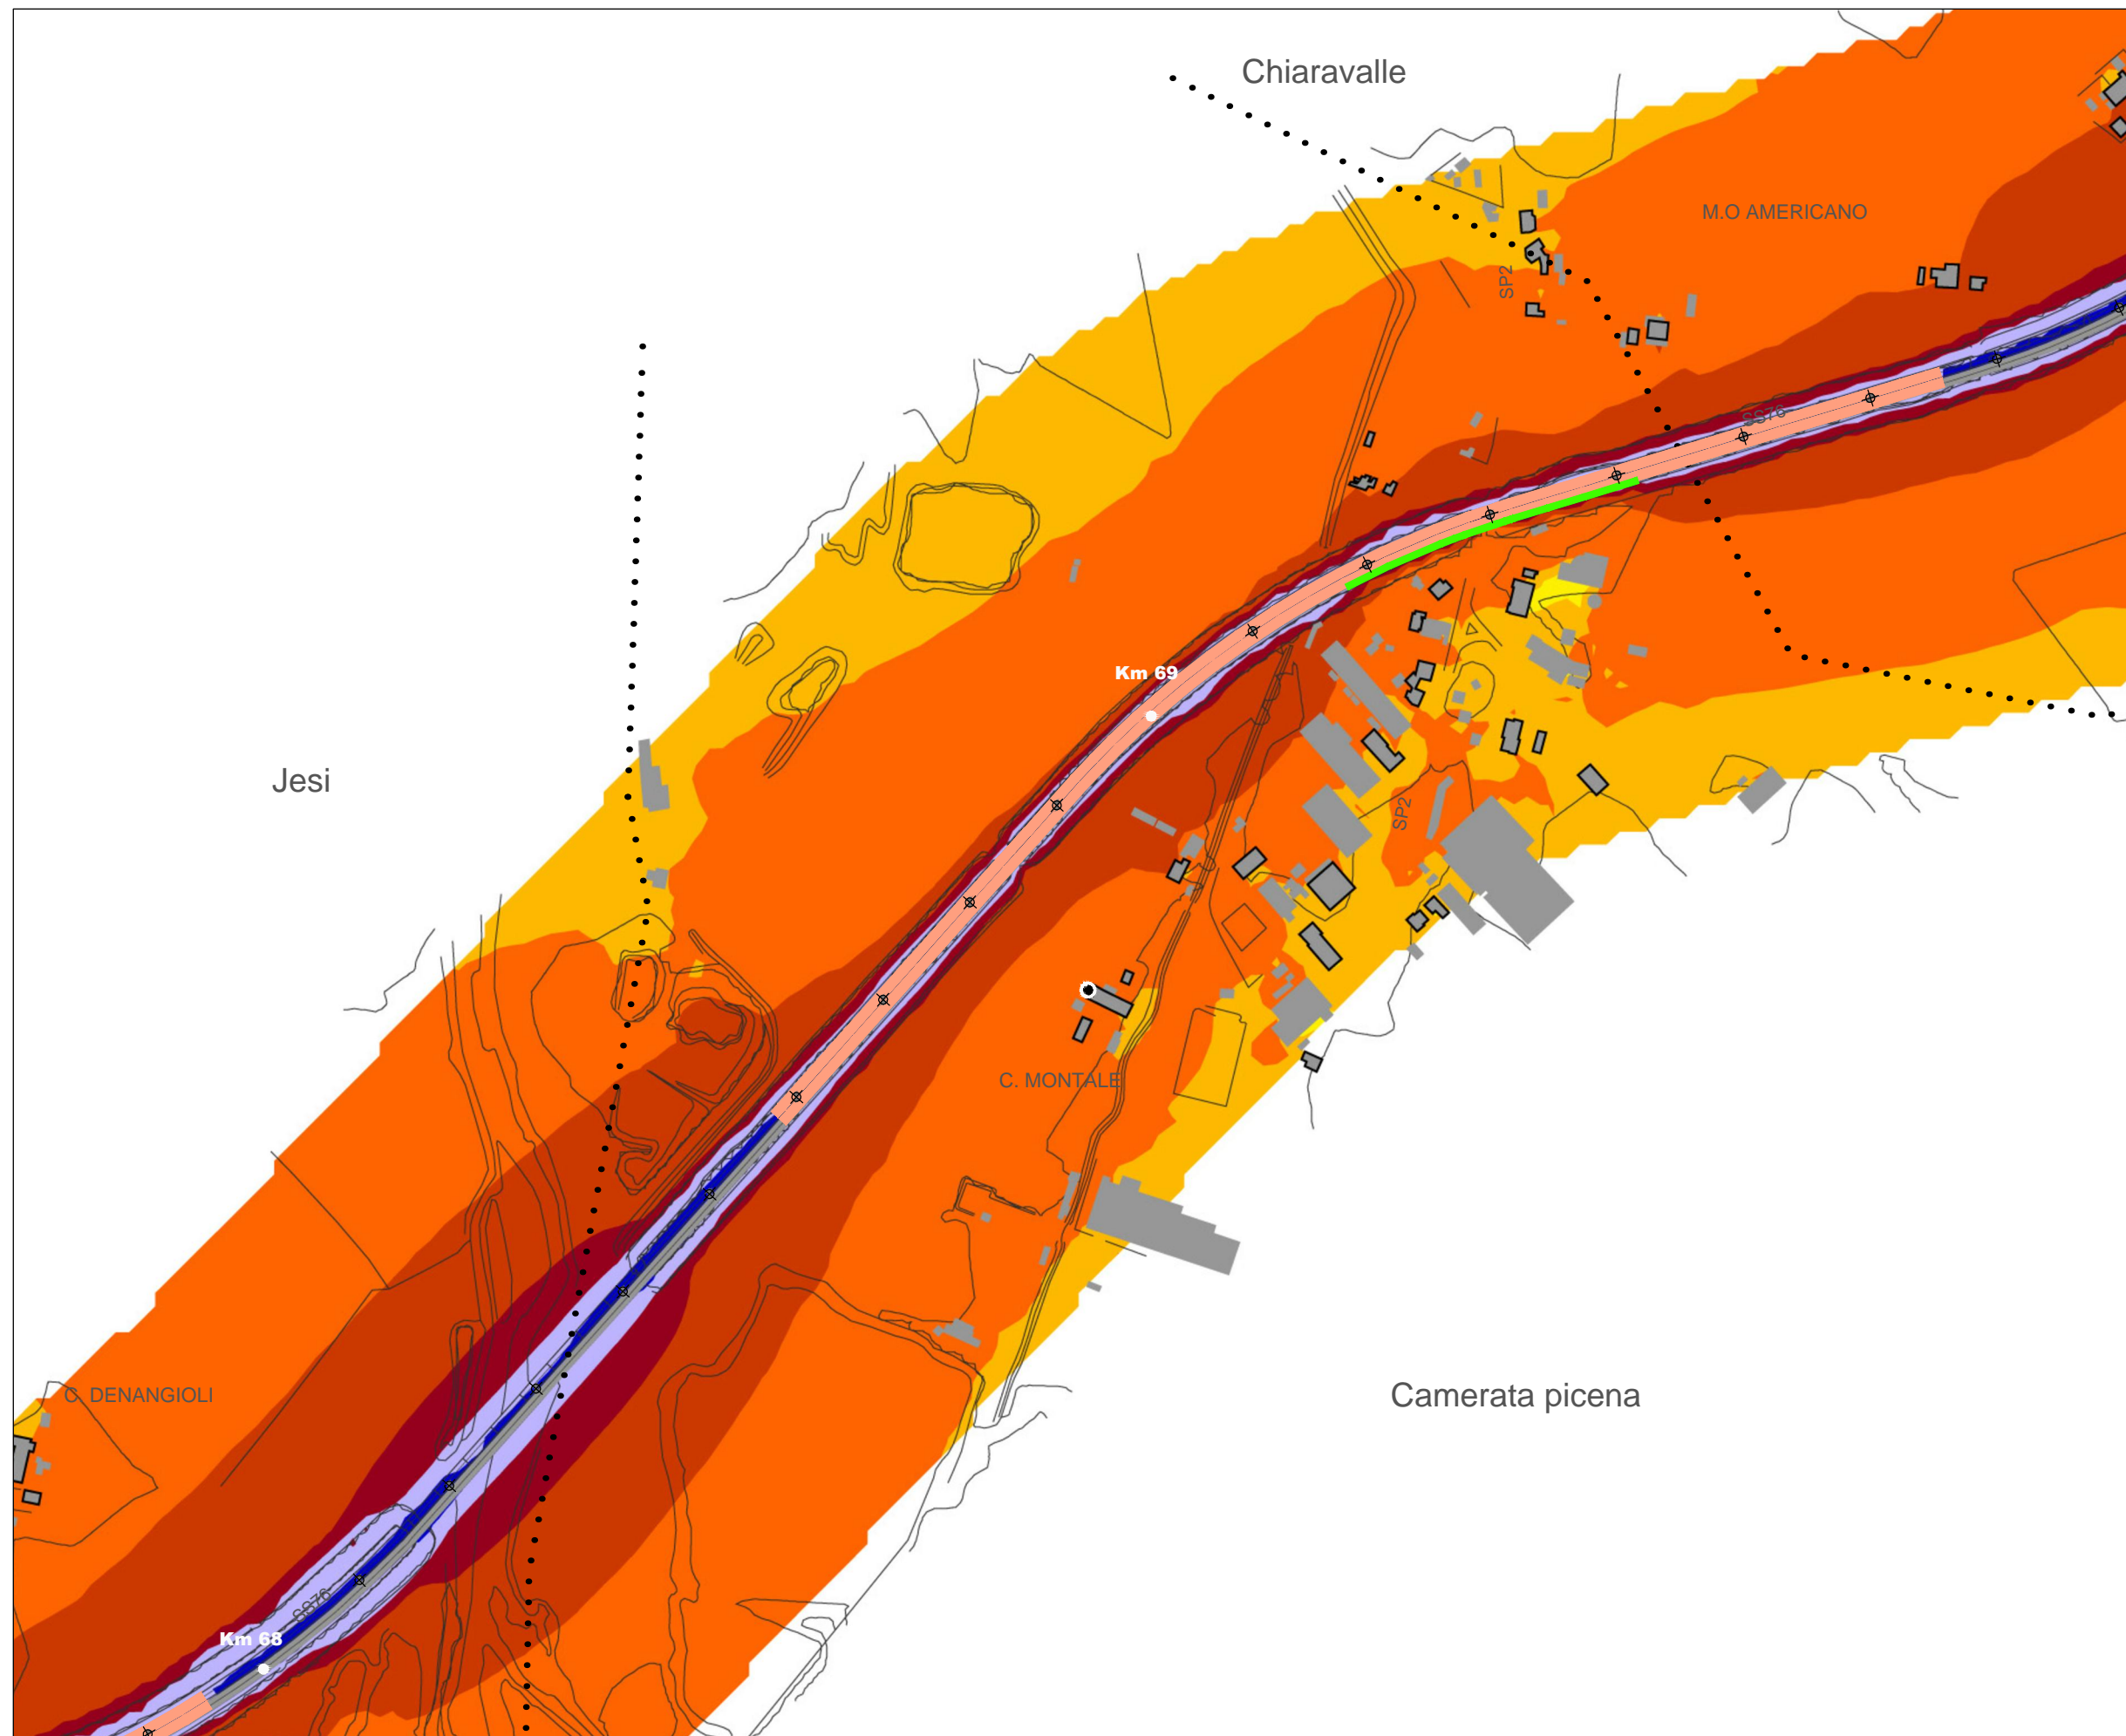 Chiaravalle
M.O AMERICANO
SP2
SS76
Km 69
Jesi
SP2
C. MONTALE
C. DENANGIOLI
Camerata picena
SS76
Km 68